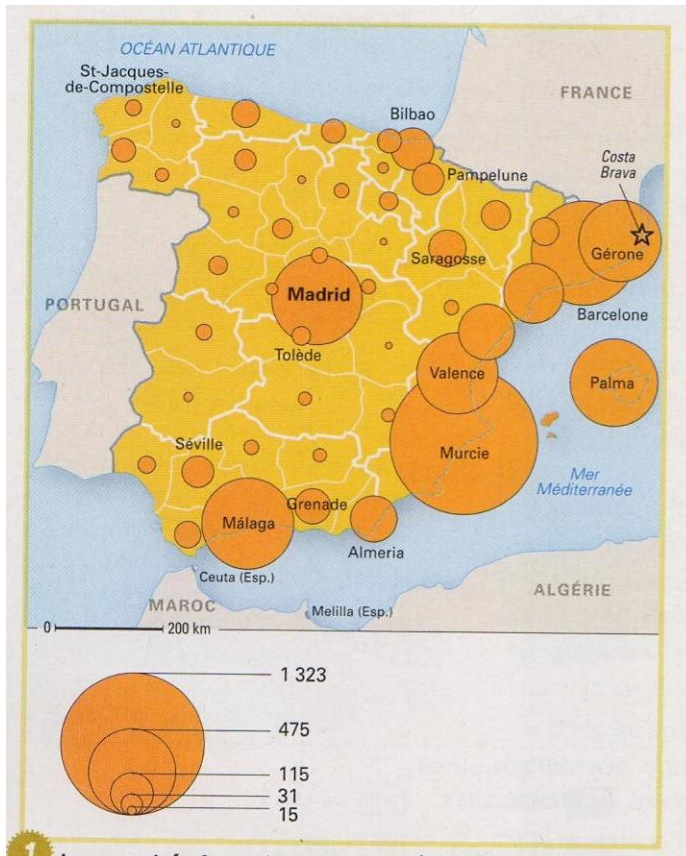 OCÉAN ATLANTIQUE
St-Jacques-
de-Compostelle
FRANCE
Bilbao
Costa
Brava
Pampelune
Gérone
Saragosse
Madrid
Barcelone
PORTUGAL
Tolède
Valence
Palma
Séville
Murcie
Mer
Méditerranée
Grenade
Málaga
Almeria
Ceuta (Esp.)
ALGÉRIE
MAROC
Melilla (Esp.)
0 200 km
1 323
475
115
31
15
1